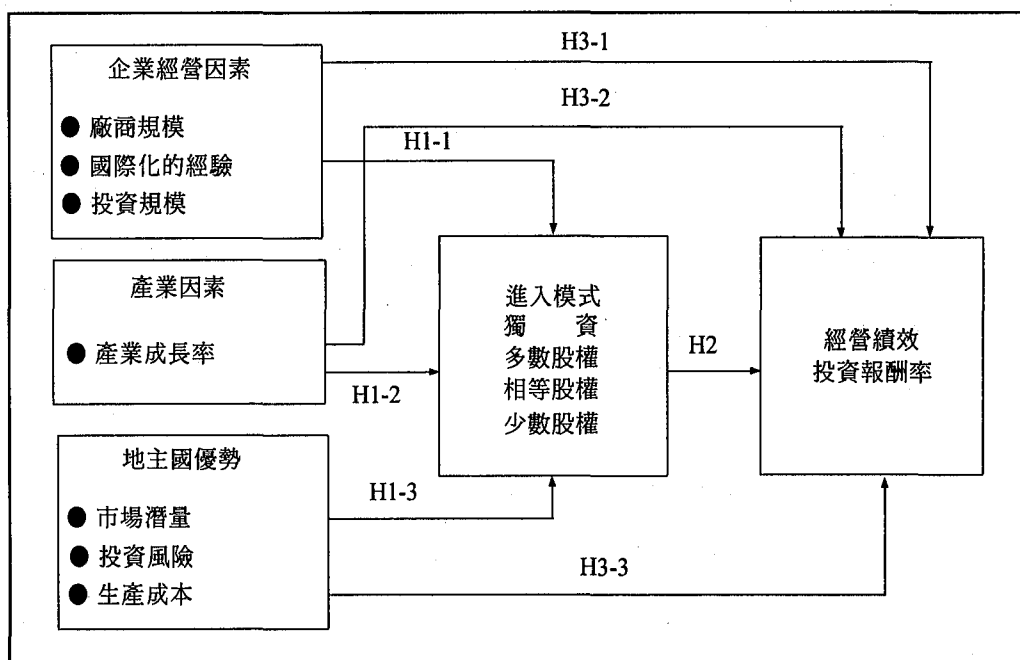 企業經營因素
● 廠商規模
● 國際化的經驗
● 投資規模
產業因素
● 產業成長率
地主國優勢
● 市場潛量
● 投資風險
● 生產成本
H3-1
H3-2
H1-1
H1-2
H1-3
進入模式
獨　　資
多數股權
相等股權
少數股權
H2
經營績效
投資報酬率
H3-3